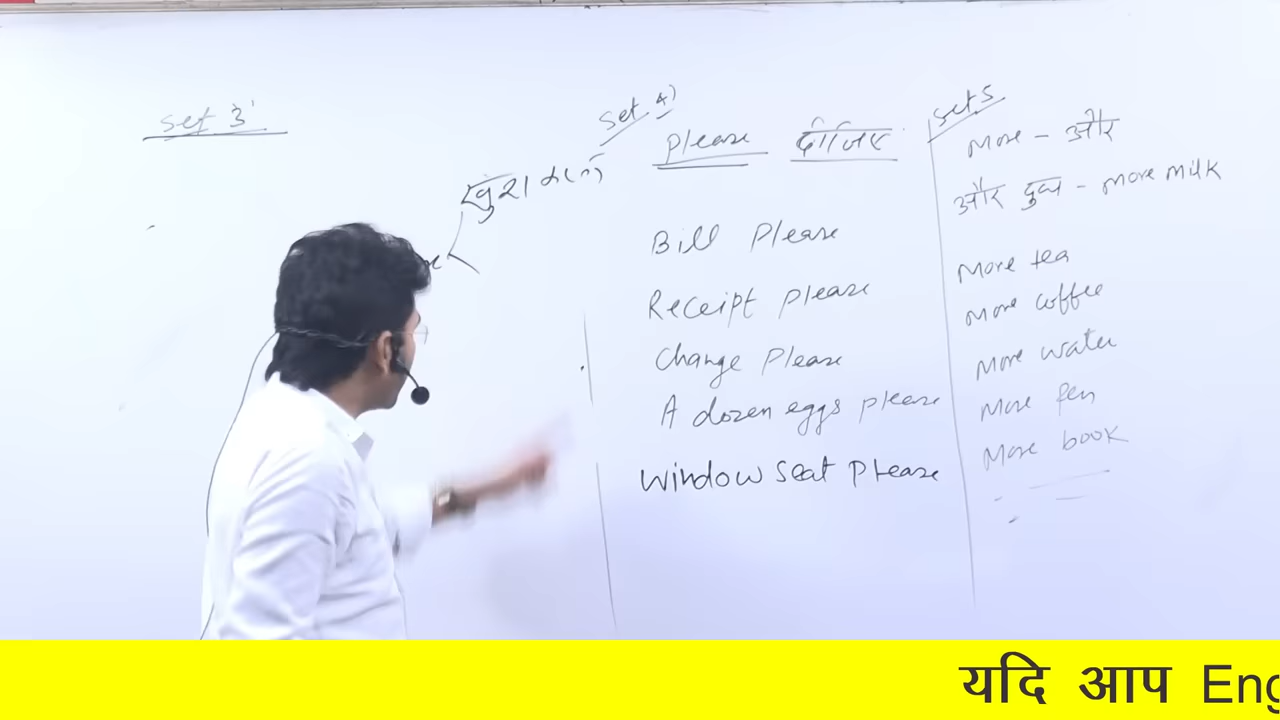 Set 3
खुश करना
Set 4)
Please दीजिए
Bill Please
Receipt please
Change Please
A dozen eggs please
Window seat Please
Set 5
More - और
और दुध - More milk
More tea
More coffee
More water
More pen
More book
यदि आप Eng